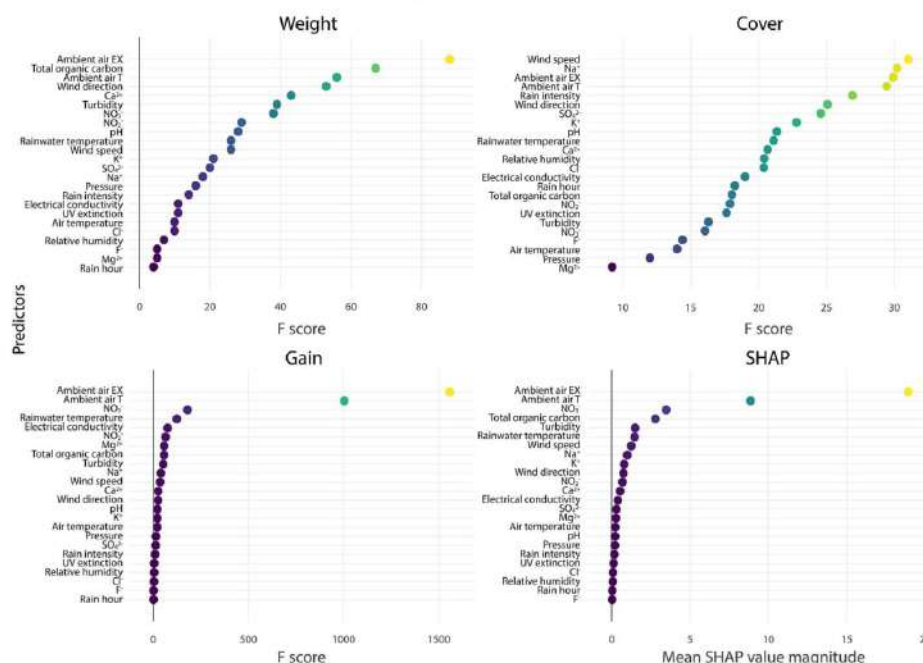 Weight
Ambient air EX
Total organic carbon
Ambient air T
Wind direction
Ca²⁺
Turbidity
pH
Rainwater temperature
Wind speed
K⁺
SO₄²⁻
Na⁺
Pressure
Rain intensity
Electrical conductivity
UV extinction
Air temperature
Cl⁻
Relative humidity
F⁻
Mg²⁺
Rain hour
0 20 40 60 80
F score
Cover
Wind speed
Na⁺
Ambient air EX
Ambient air T
Rain intensity
Wind direction
SO₄²⁻
K⁺
pH
Rainwater temperature
Ca²⁺
Relative humidity
Cl⁻
Electrical conductivity
Rain hour
Total organic carbon
UV extinction
Turbidity
F⁻
Air temperature
Pressure
Mg²⁺
10 15 20 25 30
F score
Predictors
Gain
Ambient air EX
Ambient air T
Rainwater temperature
Electrical conductivity
Mg²⁺
Total organic carbon
Turbidity
Na⁺
Wind speed
Ca²⁺
Wind direction
pH
K⁺
Air temperature
Pressure
SO₄²⁻
Rain intensity
UV extinction
Relative humidity
Cl⁻
F⁻
Rain hour
0 500 1000 1500
F score
SHAP
Ambient air EX
Ambient air T
Total organic carbon
Turbidity
Rainwater temperature
Wind speed
Na⁺
K⁺
Wind direction
Ca²⁺
Electrical conductivity
SO₄²⁻
Mg²⁺
Air temperature
pH
Pressure
Rain intensity
UV extinction
Cl⁻
Relative humidity
Rain hour
F⁻
0 5 10 15
Mean SHAP value magnitude